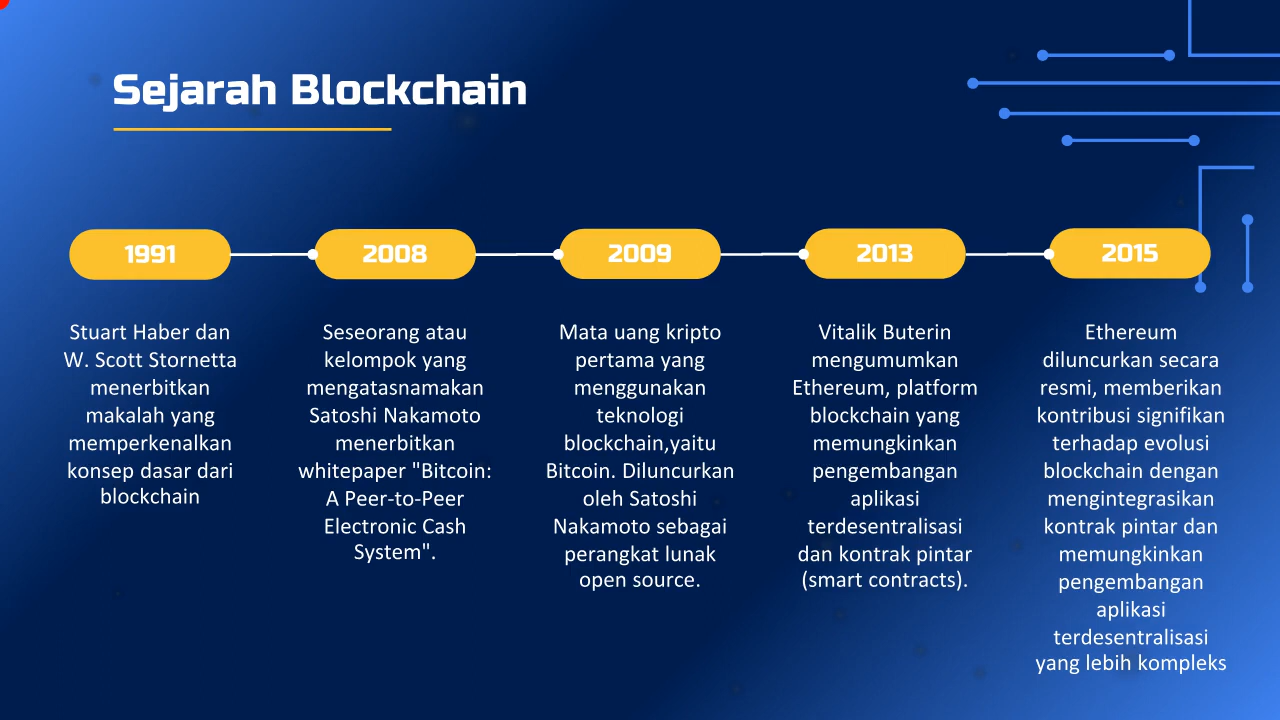 Sejarah Blockchain
1991
2008
2009
2013
2015
Stuart Haber dan
W. Scott Stornetta
menerbitkan
makalah yang
memperkenalkan
konsep dasar dari
blockchain
Seseorang atau
kelompok yang
mengatasnamakan
Satoshi Nakamoto
menerbitkan
whitepaper "Bitcoin:
A Peer-to-Peer
Electronic Cash
System".
Mata uang kripto
pertama yang
menggunakan
teknologi
blockchain,yaitu
Bitcoin. Diluncurkan
oleh Satoshi
Nakamoto sebagai
perangkat lunak
open source.
Vitalik Buterin
mengumumkan
Ethereum, platform
blockchain yang
memungkinkan
pengembangan
aplikasi
terdesentralisasi
dan kontrak pintar
(smart contracts).
Ethereum
diluncurkan secara
resmi, memberikan
kontribusi signifikan
terhadap evolusi
blockchain dengan
mengintegrasikan
kontrak pintar dan
memungkinkan
pengembangan
aplikasi
terdesentralisasi
yang lebih kompleks